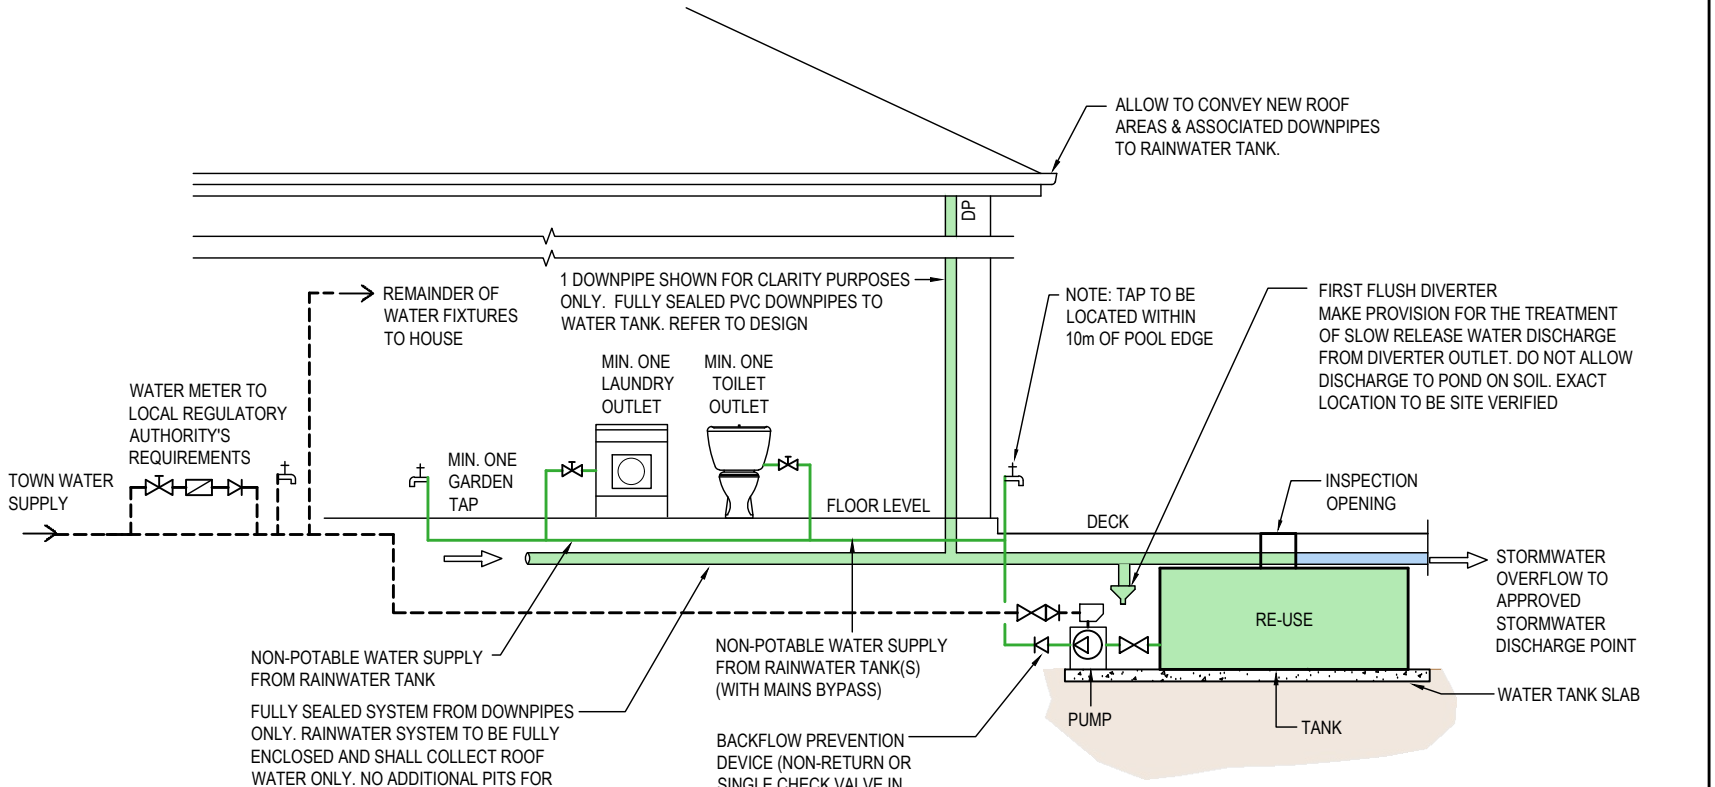 ALLOW TO CONVEY NEW ROOF
AREAS & ASSOCIATED DOWNPIPES
TO RAINWATER TANK.
DP
1 DOWNPIPE SHOWN FOR CLARITY PURPOSES
ONLY. FULLY SEALED PVC DOWNPIPES TO
WATER TANK. REFER TO DESIGN
REMAINDER OF
WATER FIXTURES
TO HOUSE
NOTE: TAP TO BE
LOCATED WITHIN
10m OF POOL EDGE
FIRST FLUSH DIVERTER
MAKE PROVISION FOR THE TREATMENT
OF SLOW RELEASE WATER DISCHARGE
FROM DIVERTER OUTLET. DO NOT ALLOW
DISCHARGE TO POND ON SOIL. EXACT
LOCATION TO BE SITE VERIFIED
WATER METER TO
LOCAL REGULATORY
AUTHORITY'S
REQUIREMENTS
MIN. ONE
LAUNDRY
OUTLET
MIN. ONE
TOILET
OUTLET
TOWN WATER
SUPPLY
MIN. ONE
GARDEN
TAP
FLOOR LEVEL
DECK
INSPECTION
OPENING
STORMWATER
OVERFLOW TO
APPROVED
STORMWATER
DISCHARGE POINT
RE-USE
NON-POTABLE WATER SUPPLY
FROM RAINWATER TANK
NON-POTABLE WATER SUPPLY
FROM RAINWATER TANK(S)
(WITH MAINS BYPASS)
WATER TANK SLAB
PUMP
TANK
FULLY SEALED SYSTEM FROM DOWNPIPES
ONLY. RAINWATER SYSTEM TO BE FULLY
ENCLOSED AND SHALL COLLECT ROOF
WATER ONLY. NO ADDITIONAL PITS FOR
BACKFLOW PREVENTION
DEVICE (NON-RETURN OR
SINGLE CHECK VALVE IN